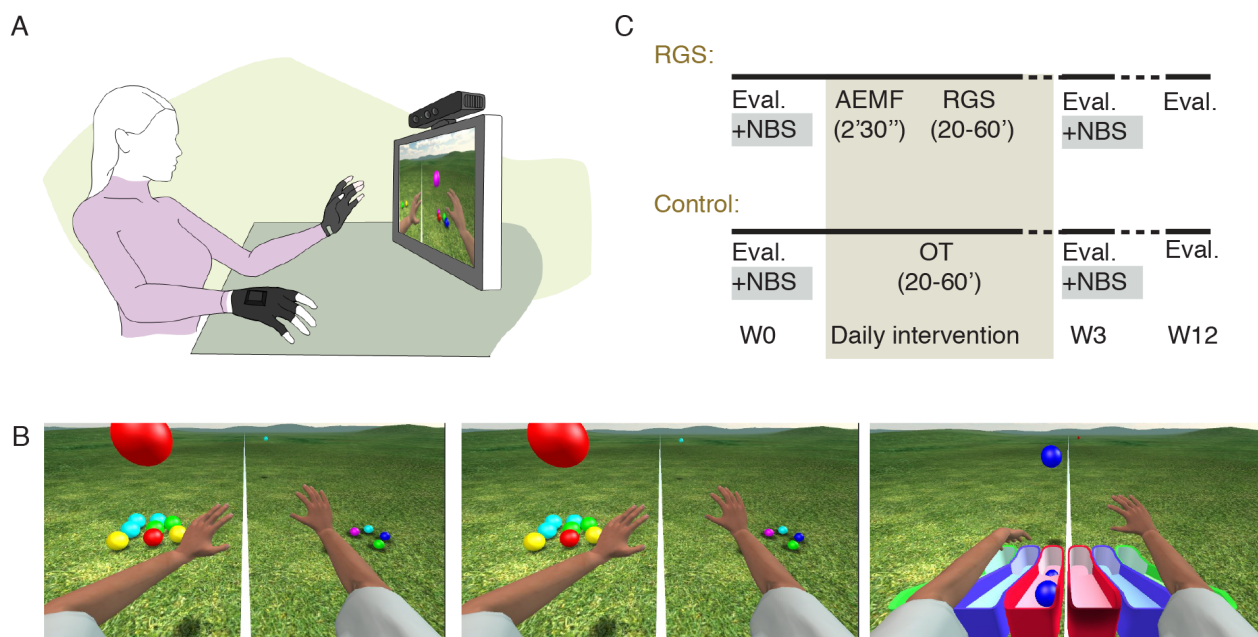 A
C
RGS:
Eval. AEMF RGS Eval. Eval.
+NBS (2'30'') (20-60') +NBS
Control:
Eval. OT Eval. Eval.
+NBS (20-60') +NBS
W0 Daily intervention W3 W12
B